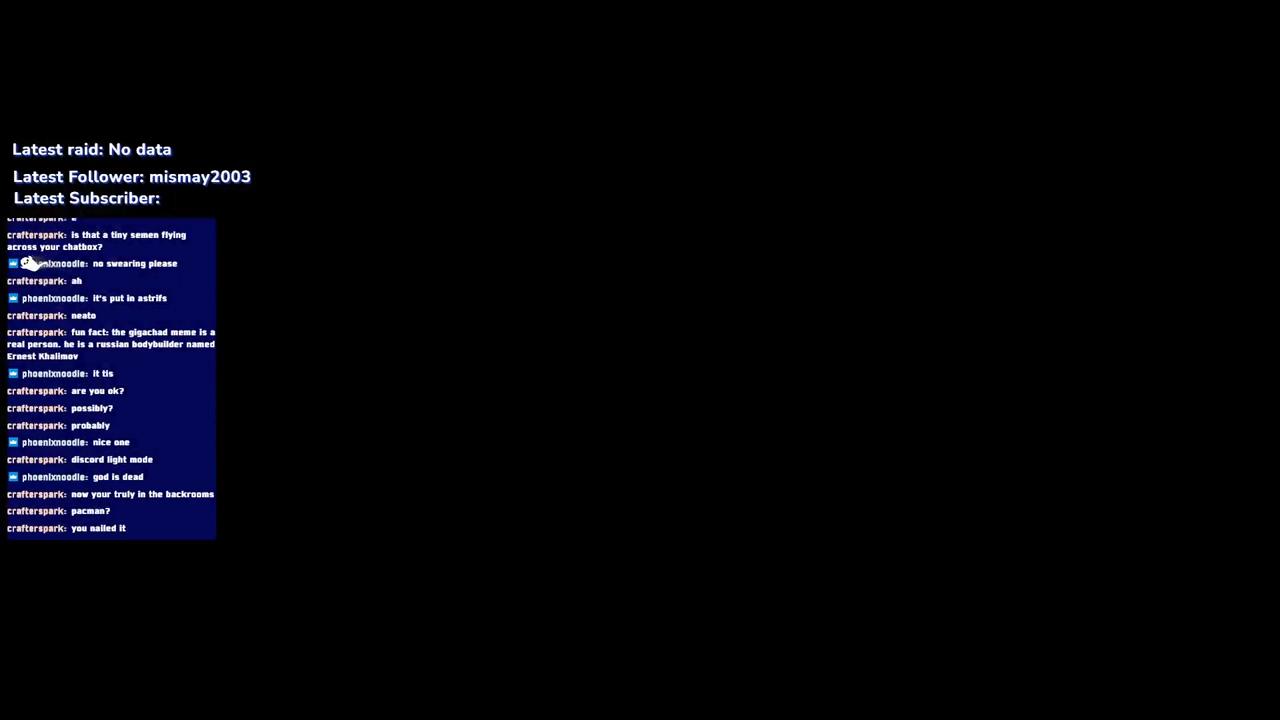 Latest raid: No data
Latest Follower: mismay2003
Latest Subscriber:
crafterspark: e
crafterspark: is that a tiny semen flying
across your chatbox?
phoenixnoodle: no swearing please
crafterspark: ah
phoenixnoodle: it's put in astrifs
crafterspark: neato
crafterspark: fun fact: the gigachad meme is a
real person. he is a russian bodybuilder named
Ernest Khalimov
phoenixnoodle: it tis
crafterspark: are you ok?
crafterspark: possibly?
crafterspark: probably
phoenixnoodle: nice one
crafterspark: discord light mode
phoenixnoodle: god is dead
crafterspark: now your truly in the backrooms
crafterspark: pacman?
crafterspark: you nailed it